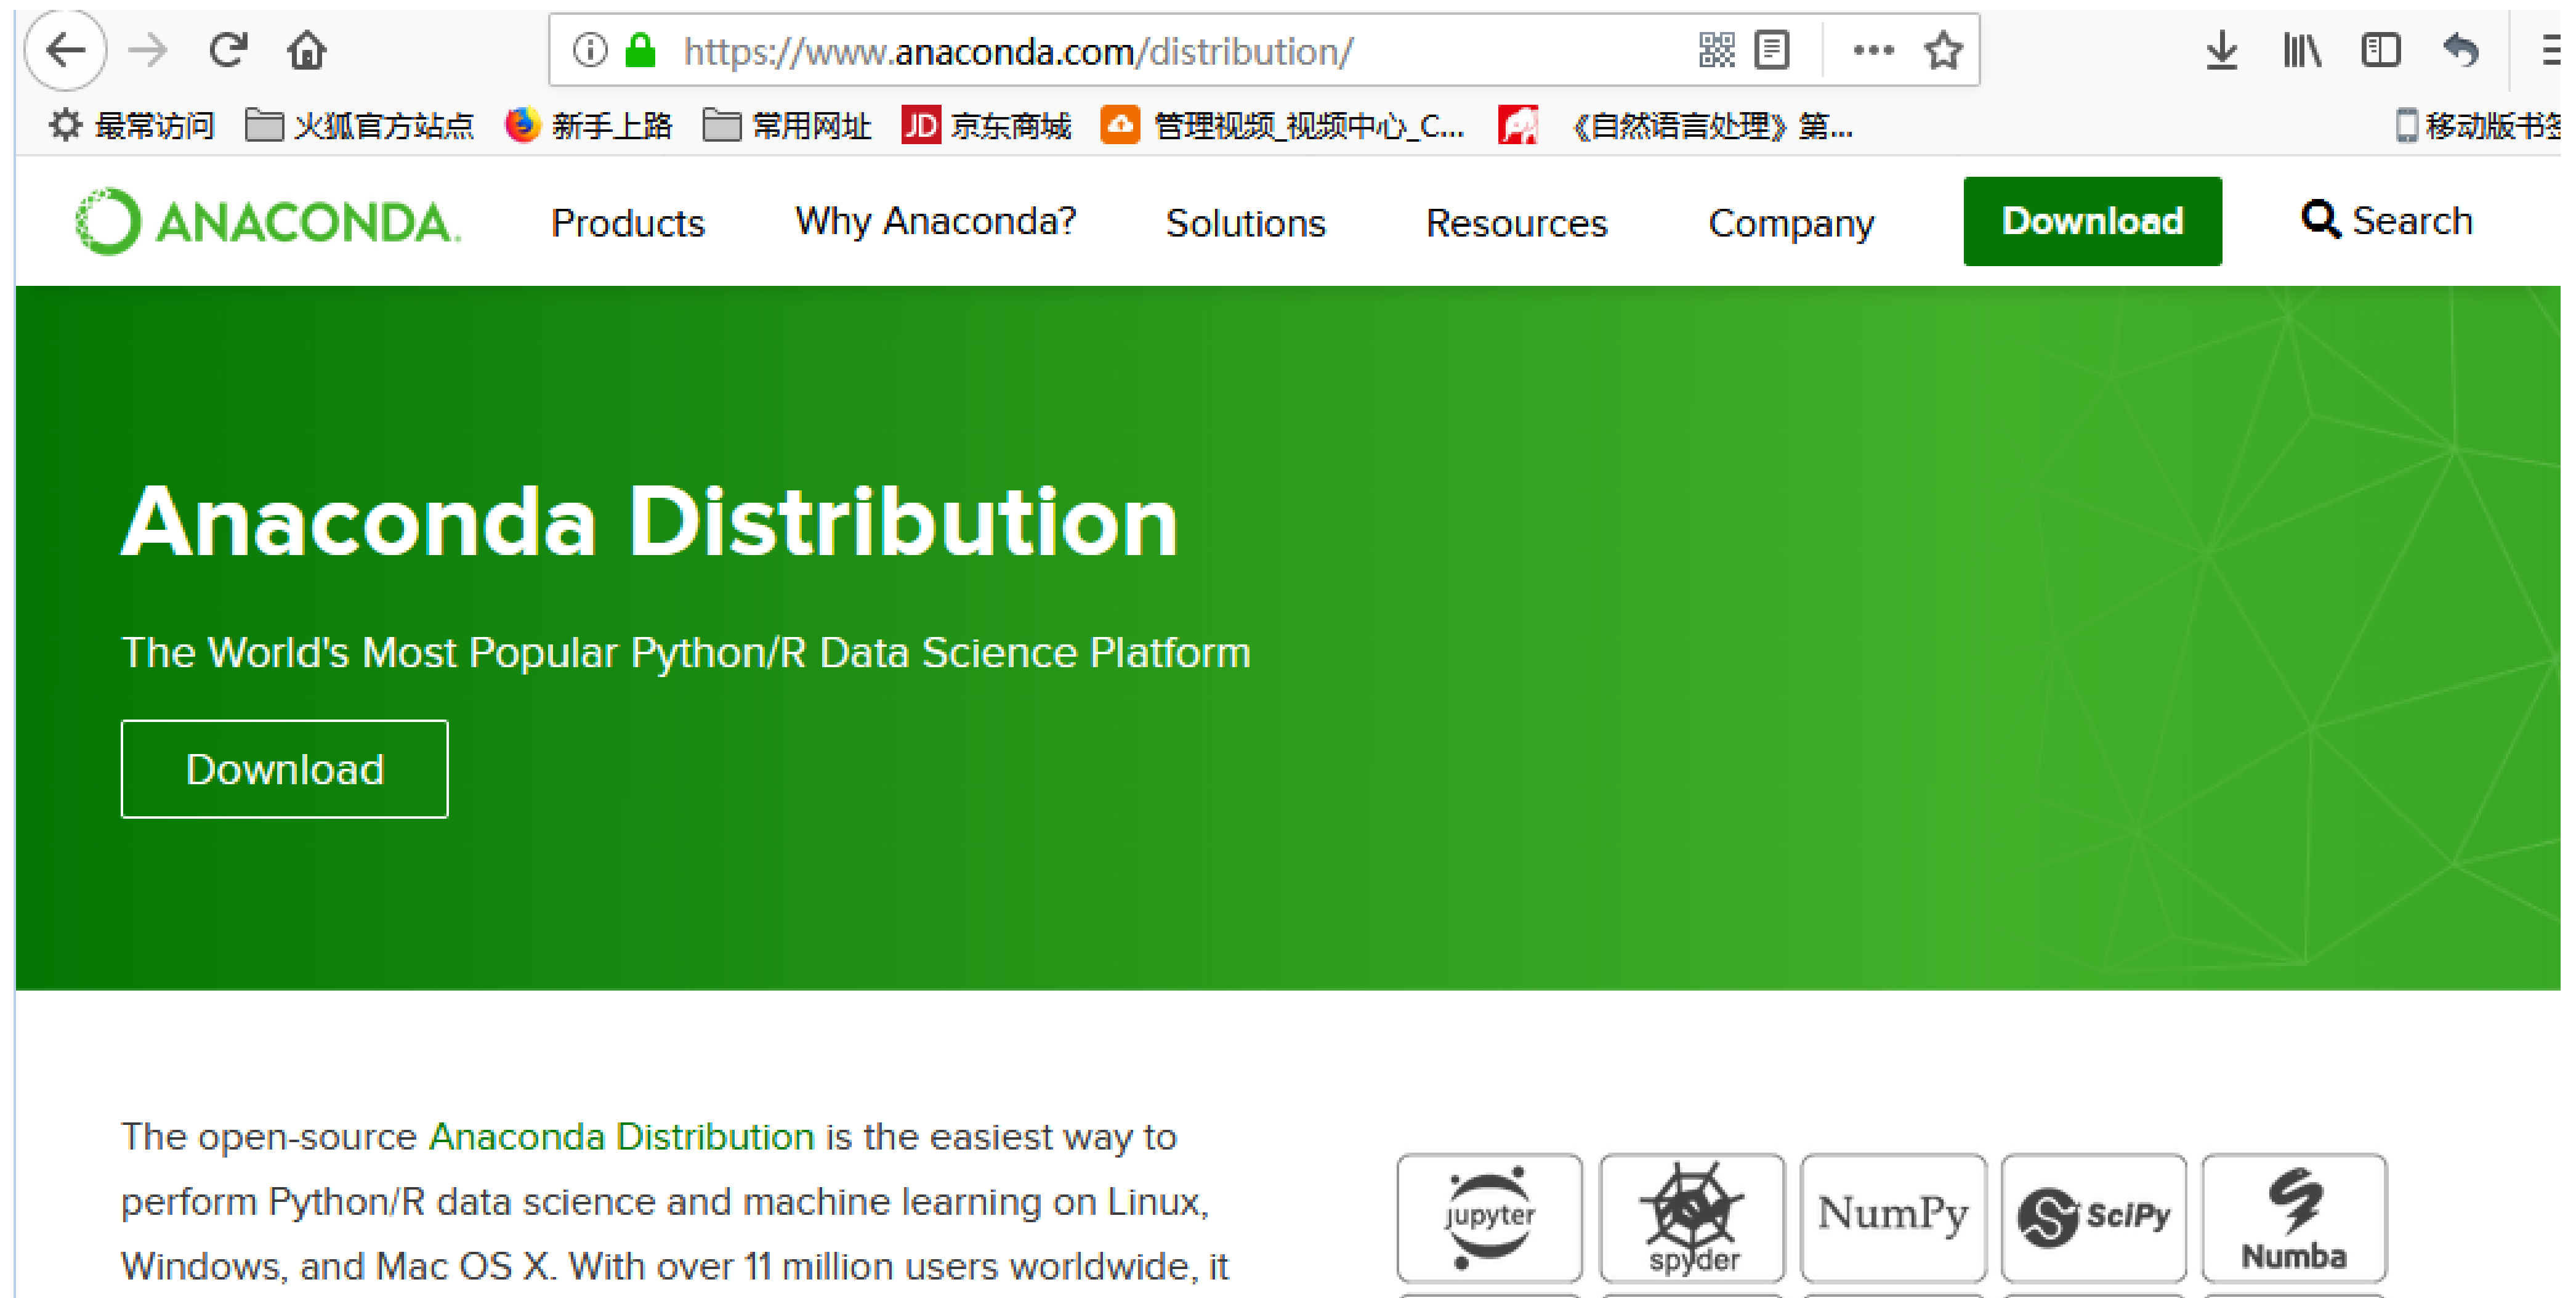 https://www.anaconda.com/distribution/
最常访问 火狐官方站点 新手上路 常用网址 JD 京东商城 管理视频_视频中心_C... 《自然语言处理》第... 移动版书签
ANACONDA. Products Why Anaconda? Solutions Resources Company Download Search
Anaconda Distribution
The World's Most Popular Python/R Data Science Platform
Download
The open-source Anaconda Distribution is the easiest way to
perform Python/R data science and machine learning on Linux,
Windows, and Mac OS X. With over 11 million users worldwide, it
jupyter spyder NumPy SciPy Numba